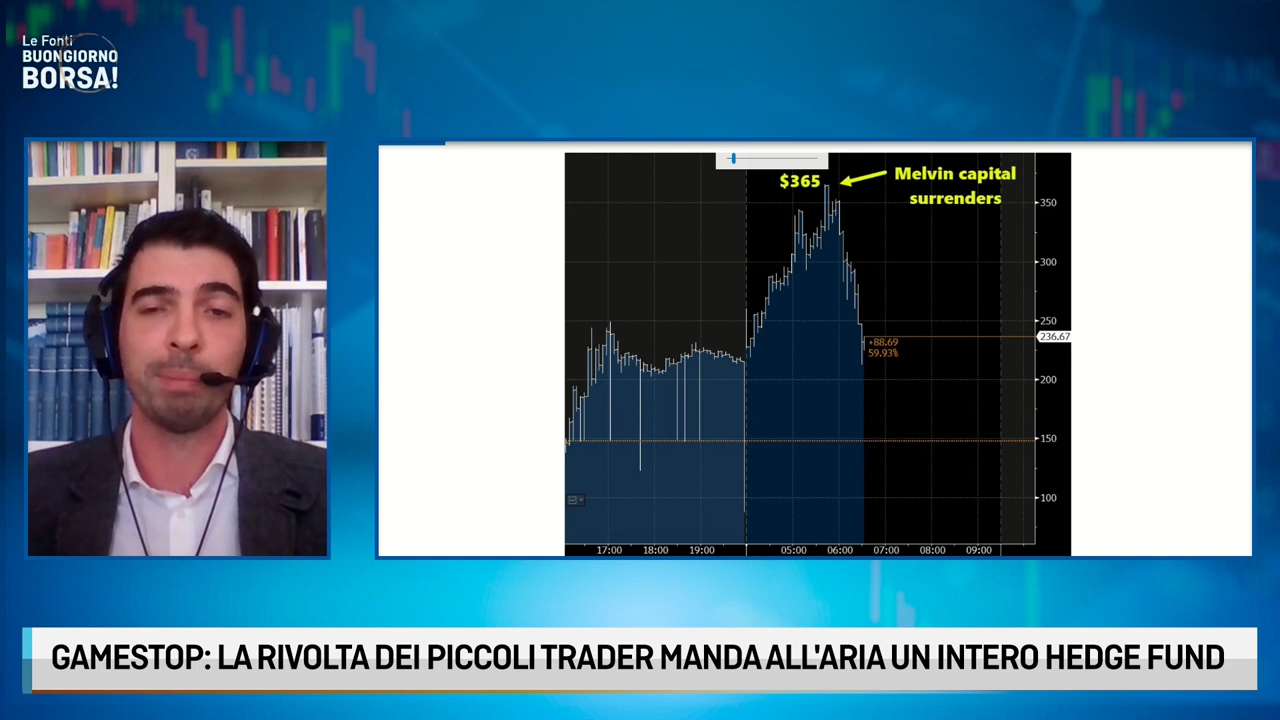 Le Fonti
BUONGIORNO
BORSA!
$365
Melvin capital
surrenders
350
300
250
236.67
+88.69
59.93%
200
150
100
17:00 18:00 19:00 05:00 06:00 07:00 08:00 09:00
GAMESTOP: LA RIVOLTA DEI PICCOLI TRADER MANDA ALL'ARIA UN INTERO HEDGE FUND